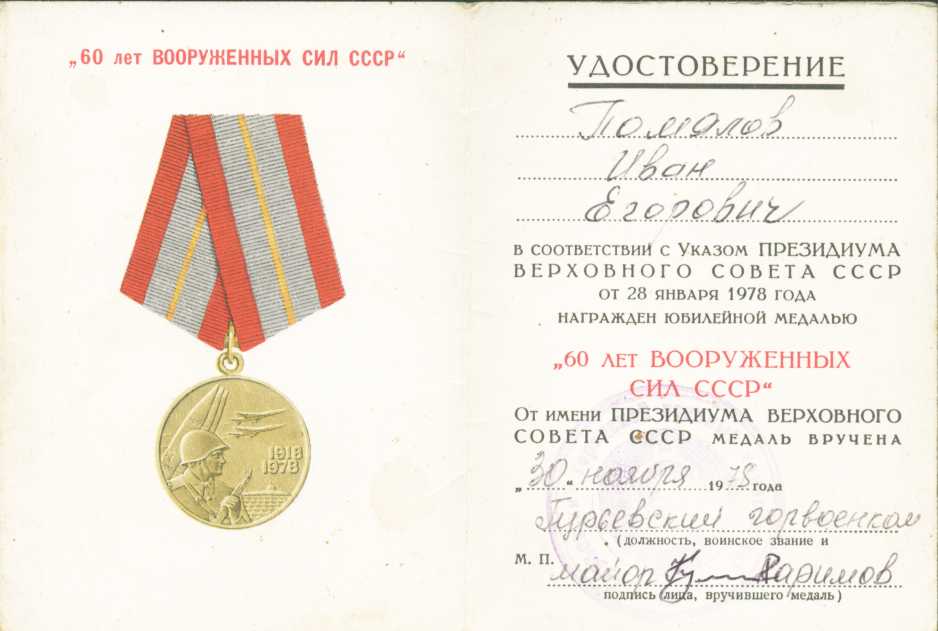 „60 лет ВООРУЖЕННЫХ СИЛ СССР“
1918
1978
УДОСТОВЕРЕНИЕ
Помялов
Иван
Егорович
в соответствии с Указом ПРЕЗИДИУМА
ВЕРХОВНОГО СОВЕТА СССР
от 28 января 1978 года
награжден юбилейной медалью
„60 лет ВООРУЖЕННЫХ
СИЛ СССР“
От имени ПРЕЗИДИУМА ВЕРХОВНОГО
СОВЕТА СССР медаль вручена
„30“ ноября 1978 года
Гурьевский горвоенком
(должность, воинское звание и
М. П. майор Каримов
подпись лица, вручившего медаль)